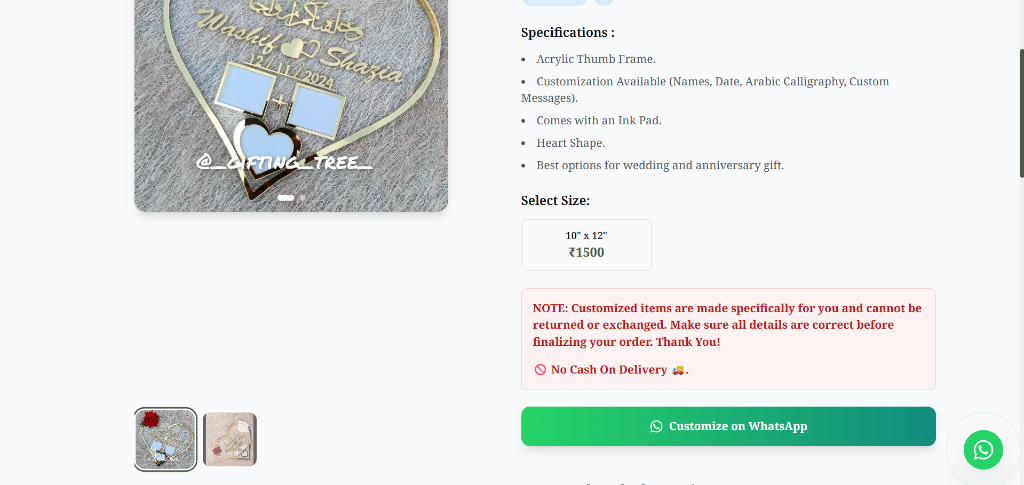 Washif Shazia
12/11/2024
+
@_GIFTING_TREE_
Specifications :
• Acrylic Thumb Frame.
• Customization Available (Names, Date, Arabic Calligraphy, Custom
Messages).
• Comes with an Ink Pad.
• Heart Shape.
• Best options for wedding and anniversary gift.
Select Size:
10" x 12"
₹1500
NOTE: Customized items are made specifically for you and cannot be
returned or exchanged. Make sure all details are correct before
finalizing your order. Thank You!
🚫 No Cash On Delivery 🚚.
Customize on WhatsApp